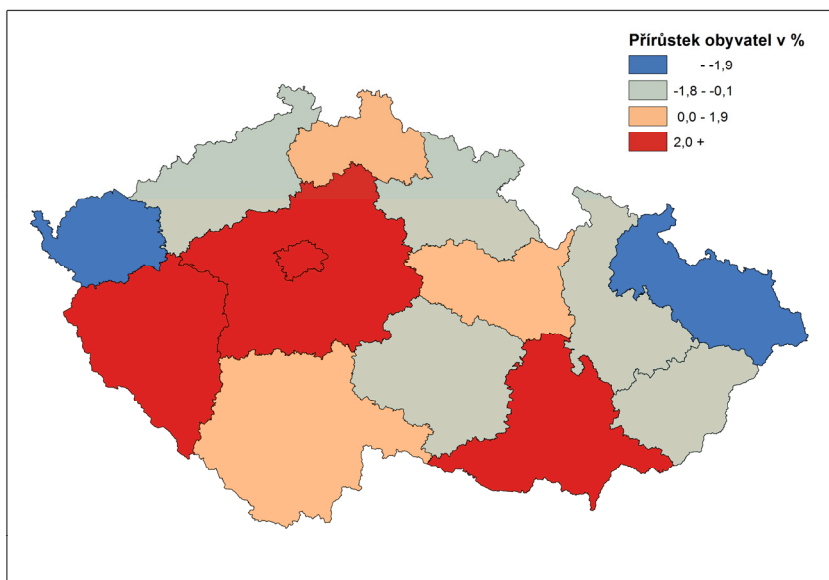 Přírůstek obyvatel v %
- -1,9
-1,8 - -0,1
0,0 - 1,9
2,0 +